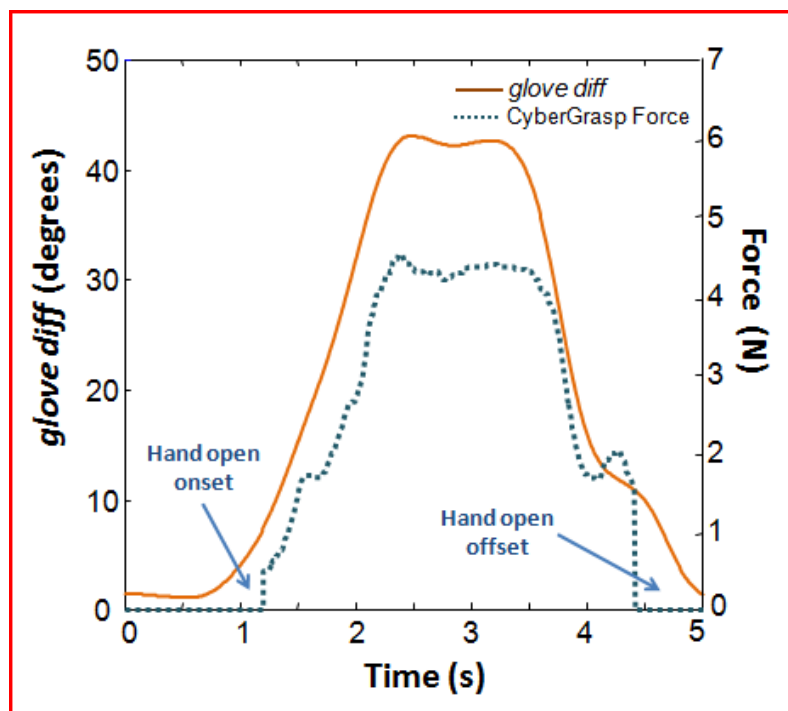 glove diff
CyberGrasp Force
glove diff (degrees)
50
40
30
20
10
0
7
6
5
4
3
2
1
0
Force (N)
Hand open
onset
Hand open
offset
0
1
2
3
4
5
Time (s)